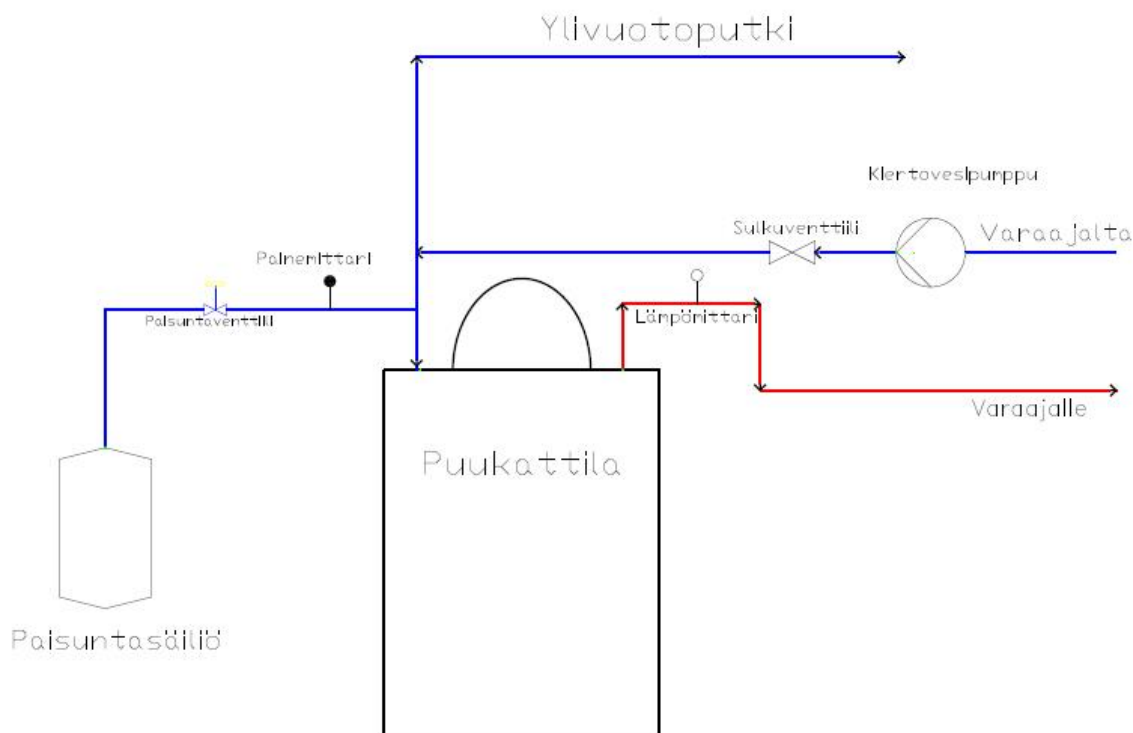 Ylivuotoputki
Kiertovesipumppu
Sulkuventtiili
Varaajalta
Painemittari
Paisuntaventtiili
Lämpömittari
Varaajalle
Puukattila
Paisuntasäiliö